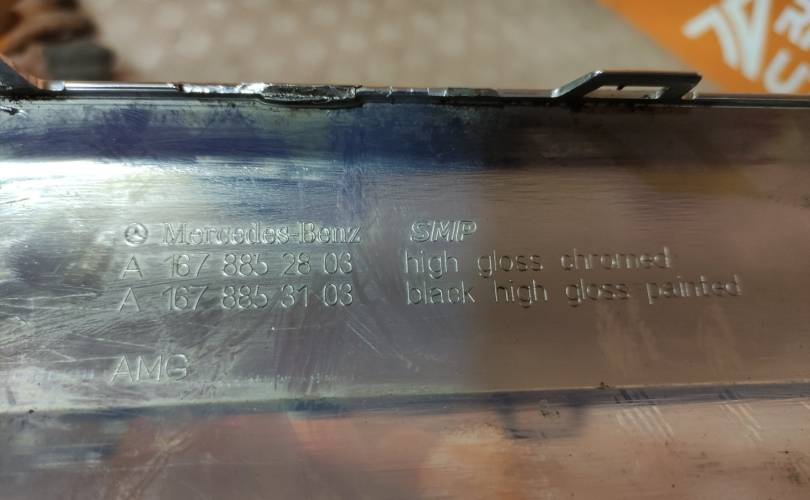 Mercedes-Benz SMP
A 167 885 28 03 high gloss chromed
A 167 885 31 03 black high gloss painted
AMG